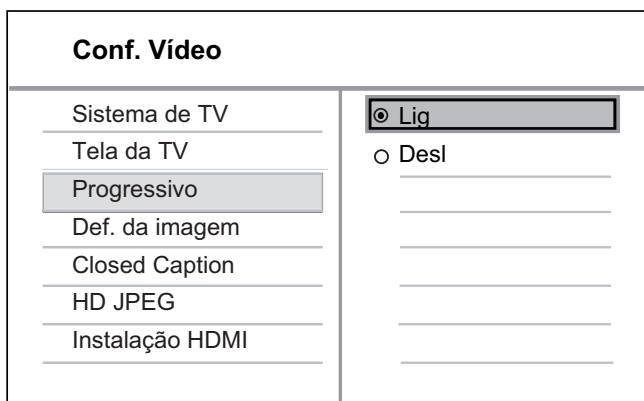 Conf. Vídeo
Sistema de TV
Tela da TV
Progressivo
Def. da imagem
Closed Caption
HD JPEG
Instalação HDMI
Lig
Desl